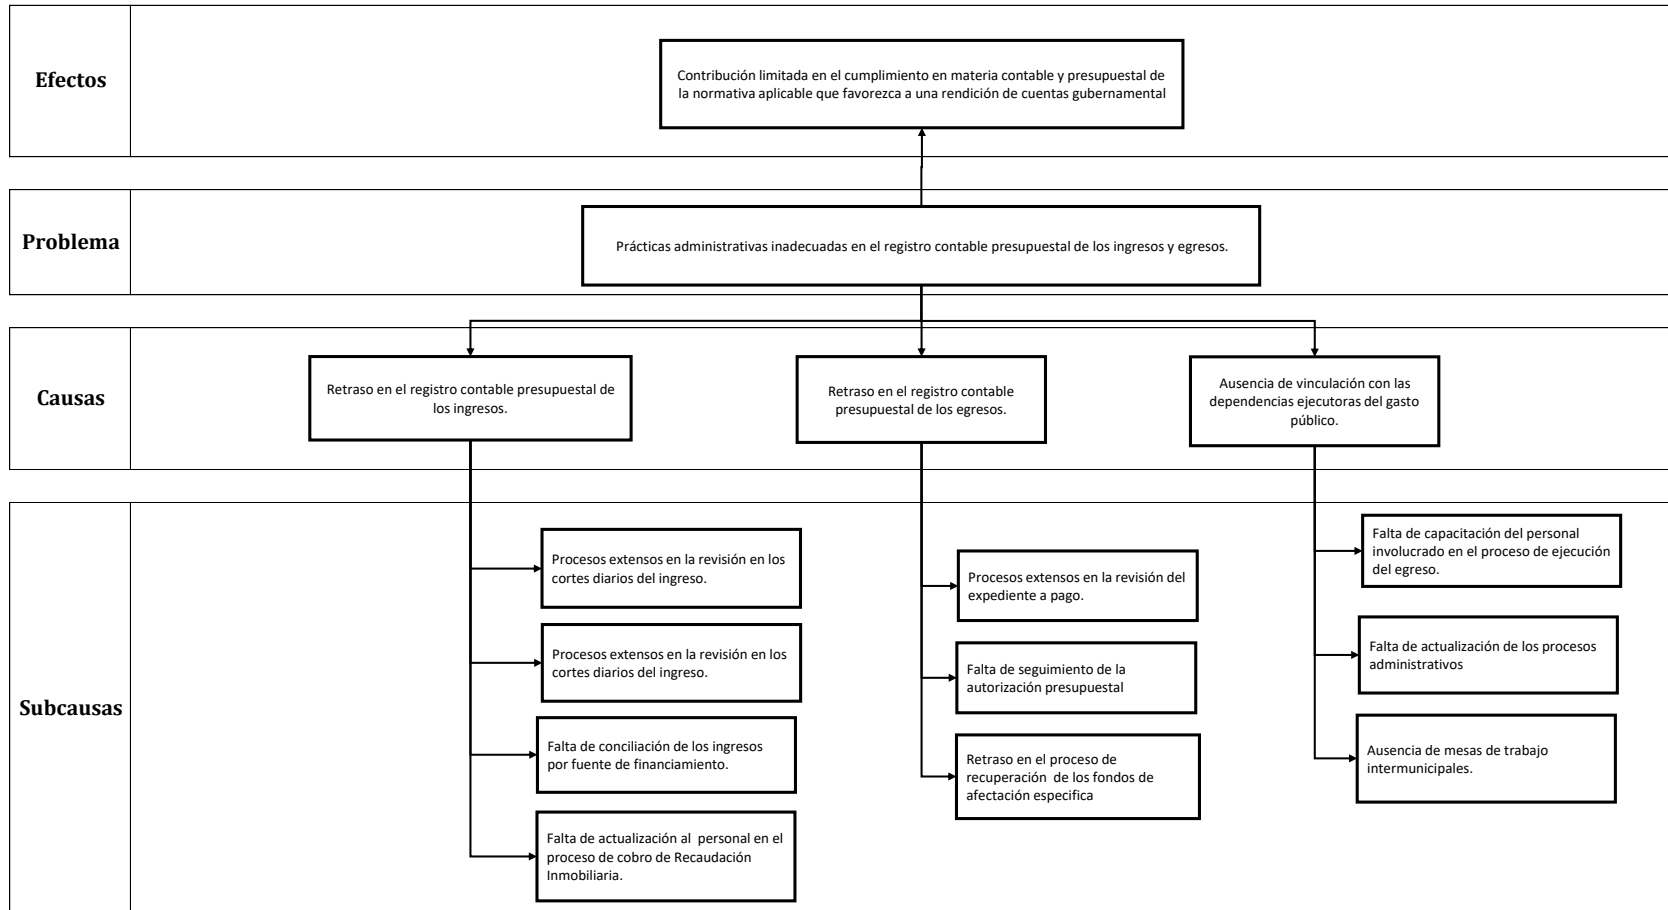 Efectos
Contribución limitada en el cumplimiento en materia contable y presupuestal de
la normativa aplicable que favorezca a una rendición de cuentas gubernamental
Problema
Prácticas administrativas inadecuadas en el registro contable presupuestal de los ingresos y egresos.
Causas
Retraso en el registro contable presupuestal de
los ingresos.
Retraso en el registro contable
presupuestal de los egresos.
Ausencia de vinculación con las
dependencias ejecutoras del gasto
público.
Subcausas
Procesos extensos en la revisión en los
cortes diarios del ingreso.
Procesos extensos en la revisión en los
cortes diarios del ingreso.
Falta de conciliación de los ingresos
por fuente de financiamiento.
Falta de actualización al  personal en el
proceso de cobro de Recaudación
Inmobiliaria.
Procesos extensos en la revisión del
expediente a pago.
Falta de seguimiento de la
autorización presupuestal
Retraso en el proceso de
recuperación  de los fondos de
afectación especifica
Falta de capacitación del personal
involucrado en el proceso de ejecución
del egreso.
Falta de actualización de los procesos
administrativos
Ausencia de mesas de trabajo
intermunicipales.